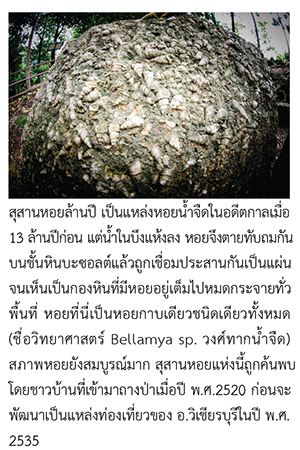 สุสานหอยล้านปี เป็นแหล่งหอยน้ำจืดในอดีตกาลเมื่อ
13 ล้านปีก่อน แต่น้ำในบึงแห้งลง หอยจึงตายทับถมกัน
บนชั้นหินบะซอลต์แล้วถูกเชื่อมประสานกันเป็นแผ่น
จนเห็นเป็นกองหินที่มีหอยอยู่เต็มไปหมดกระจายทั่ว
พื้นที่ หอยที่นี่เป็นหอยกาบเดียวชนิดเดียวทั้งหมด
(ชื่อวิทยาศาสตร์ Bellamya sp. วงศ์ทากน้ำจืด)
สภาพหอยยังสมบูรณ์มาก สุสานหอยแห่งนี้ถูกค้นพบ
โดยชาวบ้านที่เข้ามาถางป่าเมื่อปี พ.ศ.2520 ก่อนจะ
พัฒนาเป็นแหล่งท่องเที่ยวของ อ.วิเชียรบุรีในปี พ.ศ.
2535